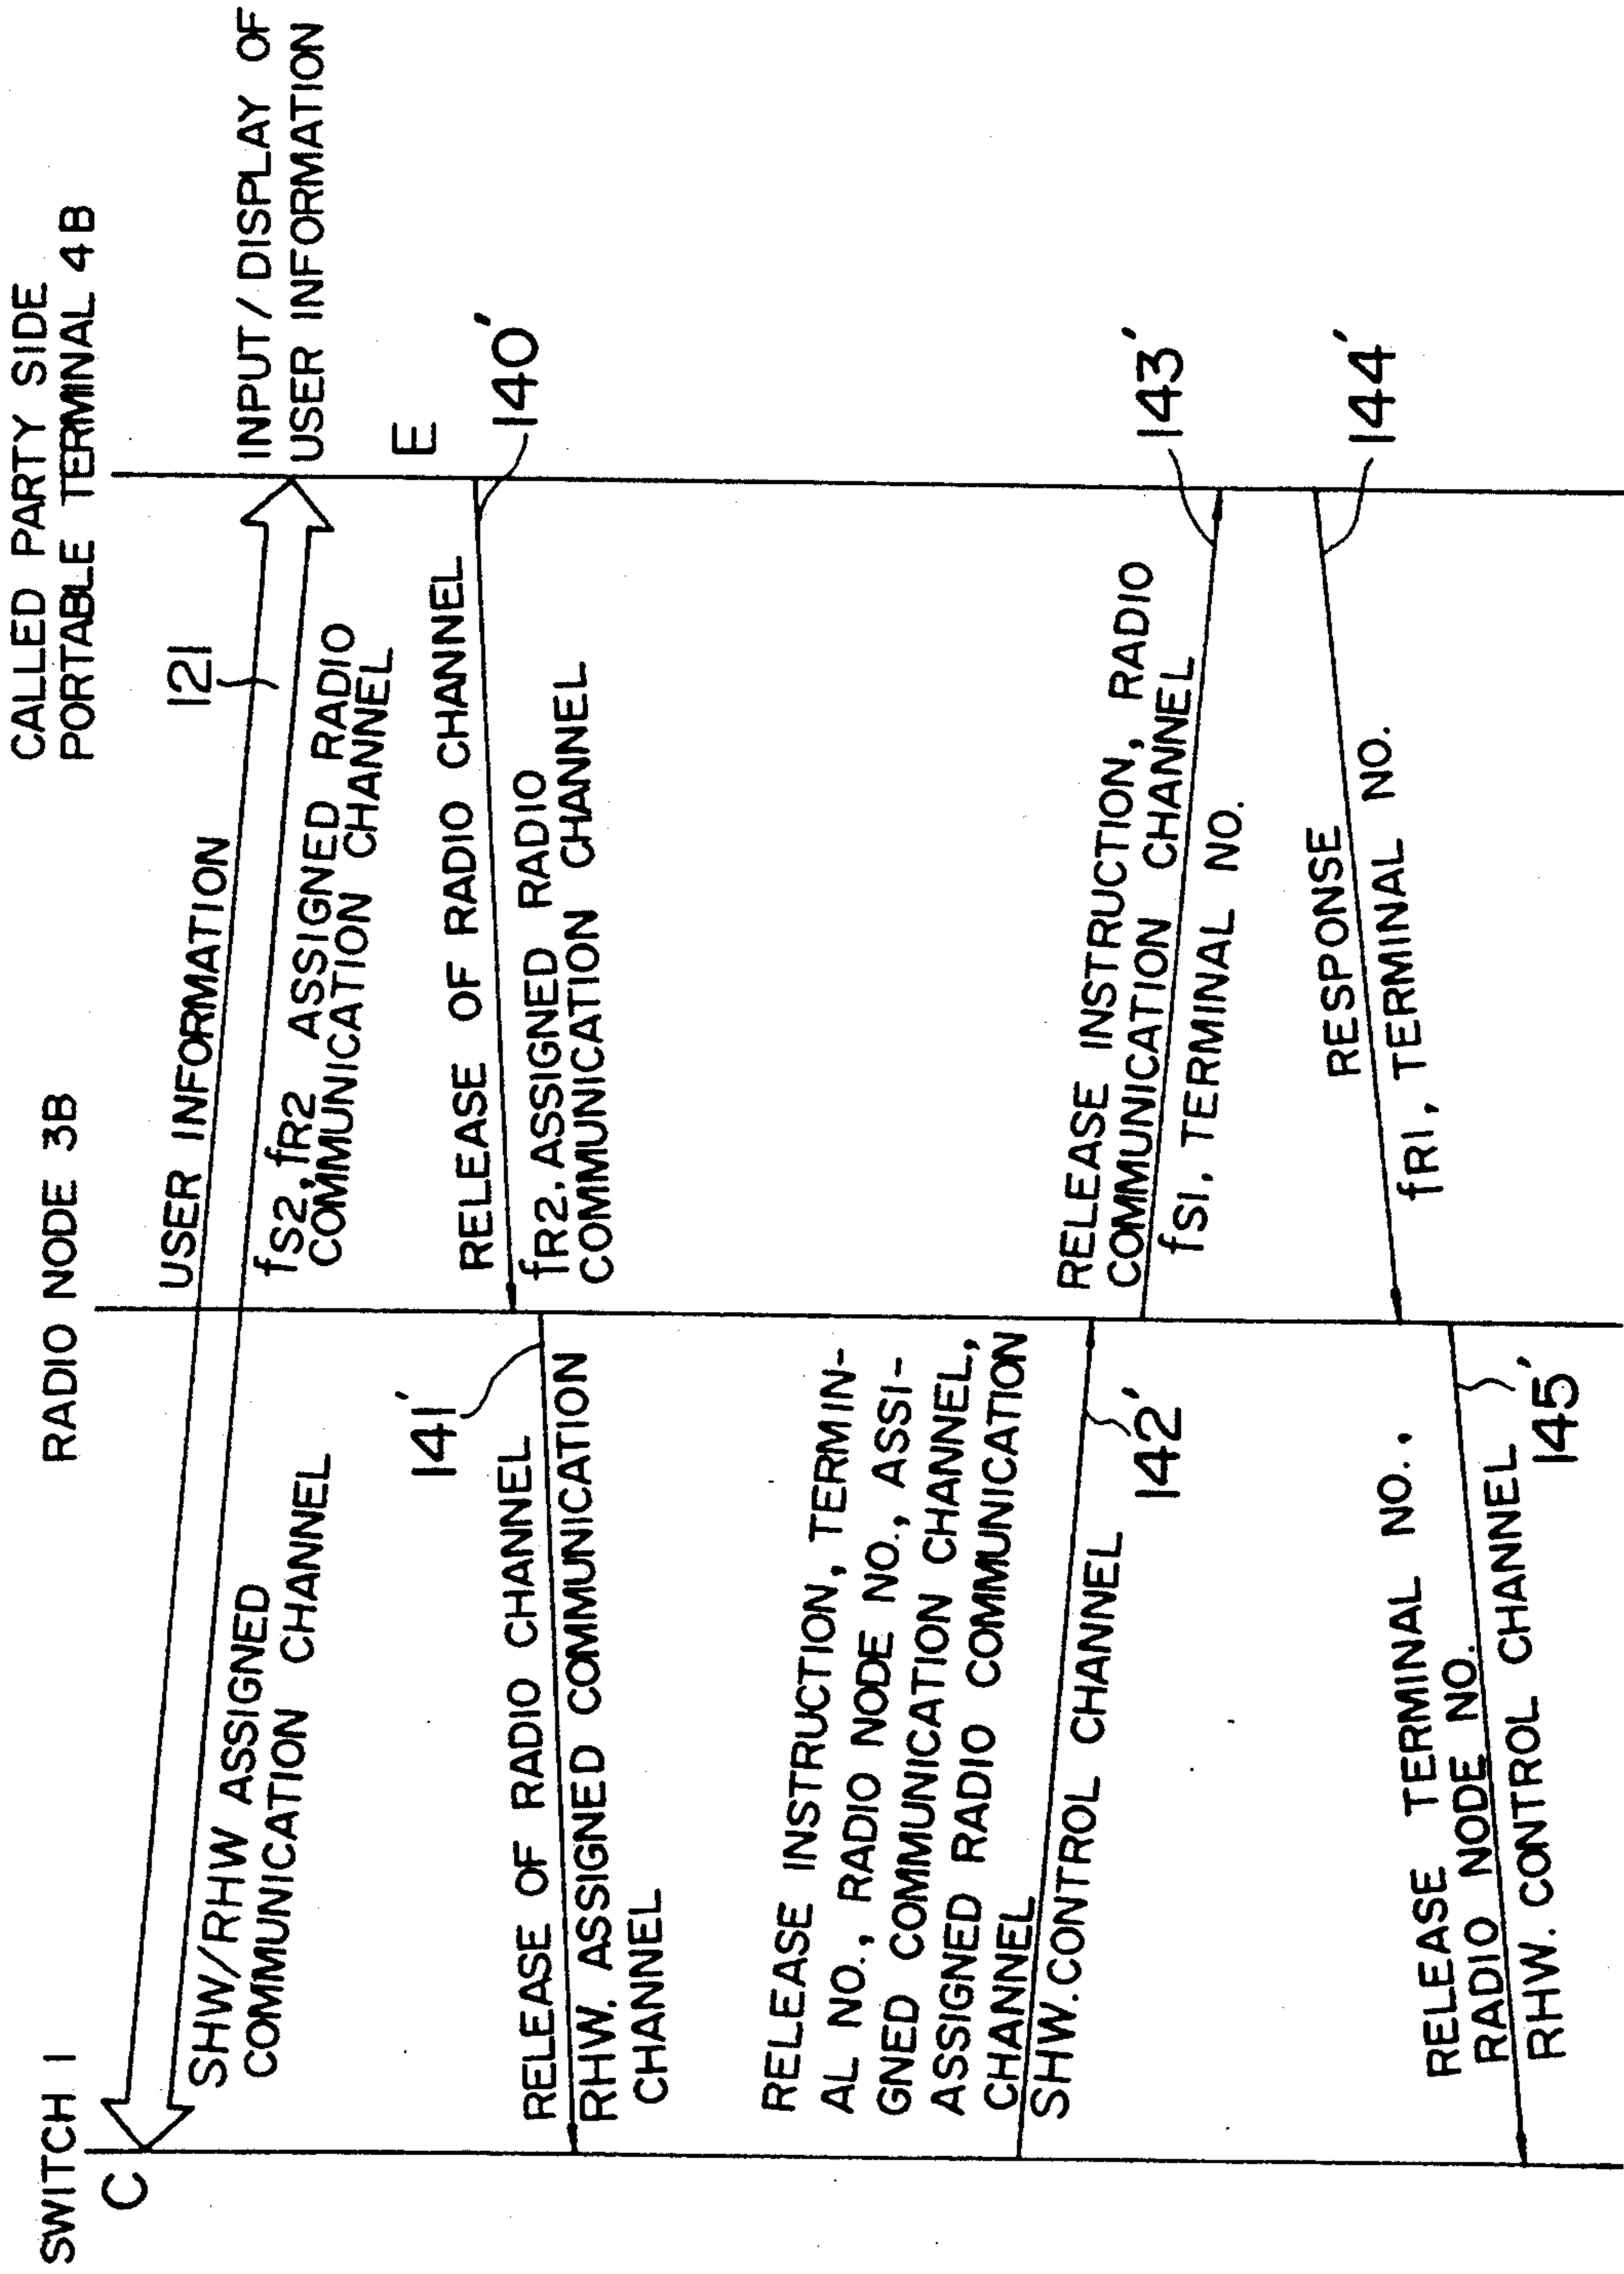 CALLED PARTY SIDE
SWITCH 1
RADIO NODE 3B
PORTABLE TERMINAL 4B
C
USER INFORMATION
121
INPUT/DISPLAY OF
USER INFORMATION
SHW/RHW ASSIGNED
COMMUNICATION CHANNEL
fS2, fR2 ASSIGNED RADIO
COMMUNICATION CHANNEL
E
141'
RELEASE OF RADIO CHANNEL
140'
RELEASE OF RADIO CHANNEL
RHW, ASSIGNED COMMUNICATION
CHANNEL
fR2, ASSIGNED RADIO
COMMUNICATION CHANNEL
RELEASE INSTRUCTION, TERMIN-
AL NO., RADIO NODE NO., ASSI-
GNED COMMUNICATION CHANNEL,
ASSIGNED RADIO COMMUNICATION
CHANNEL
SHW. CONTROL CHANNEL
142'
RELEASE INSTRUCTION, RADIO
COMMUNICATION CHANNEL
143'
fS1, TERMINAL NO.
RESPONSE
144'
fR1, TERMINAL NO.
RELEASE TERMINAL NO.,
RADIO NODE NO.
RHW. CONTROL CHANNEL
145'